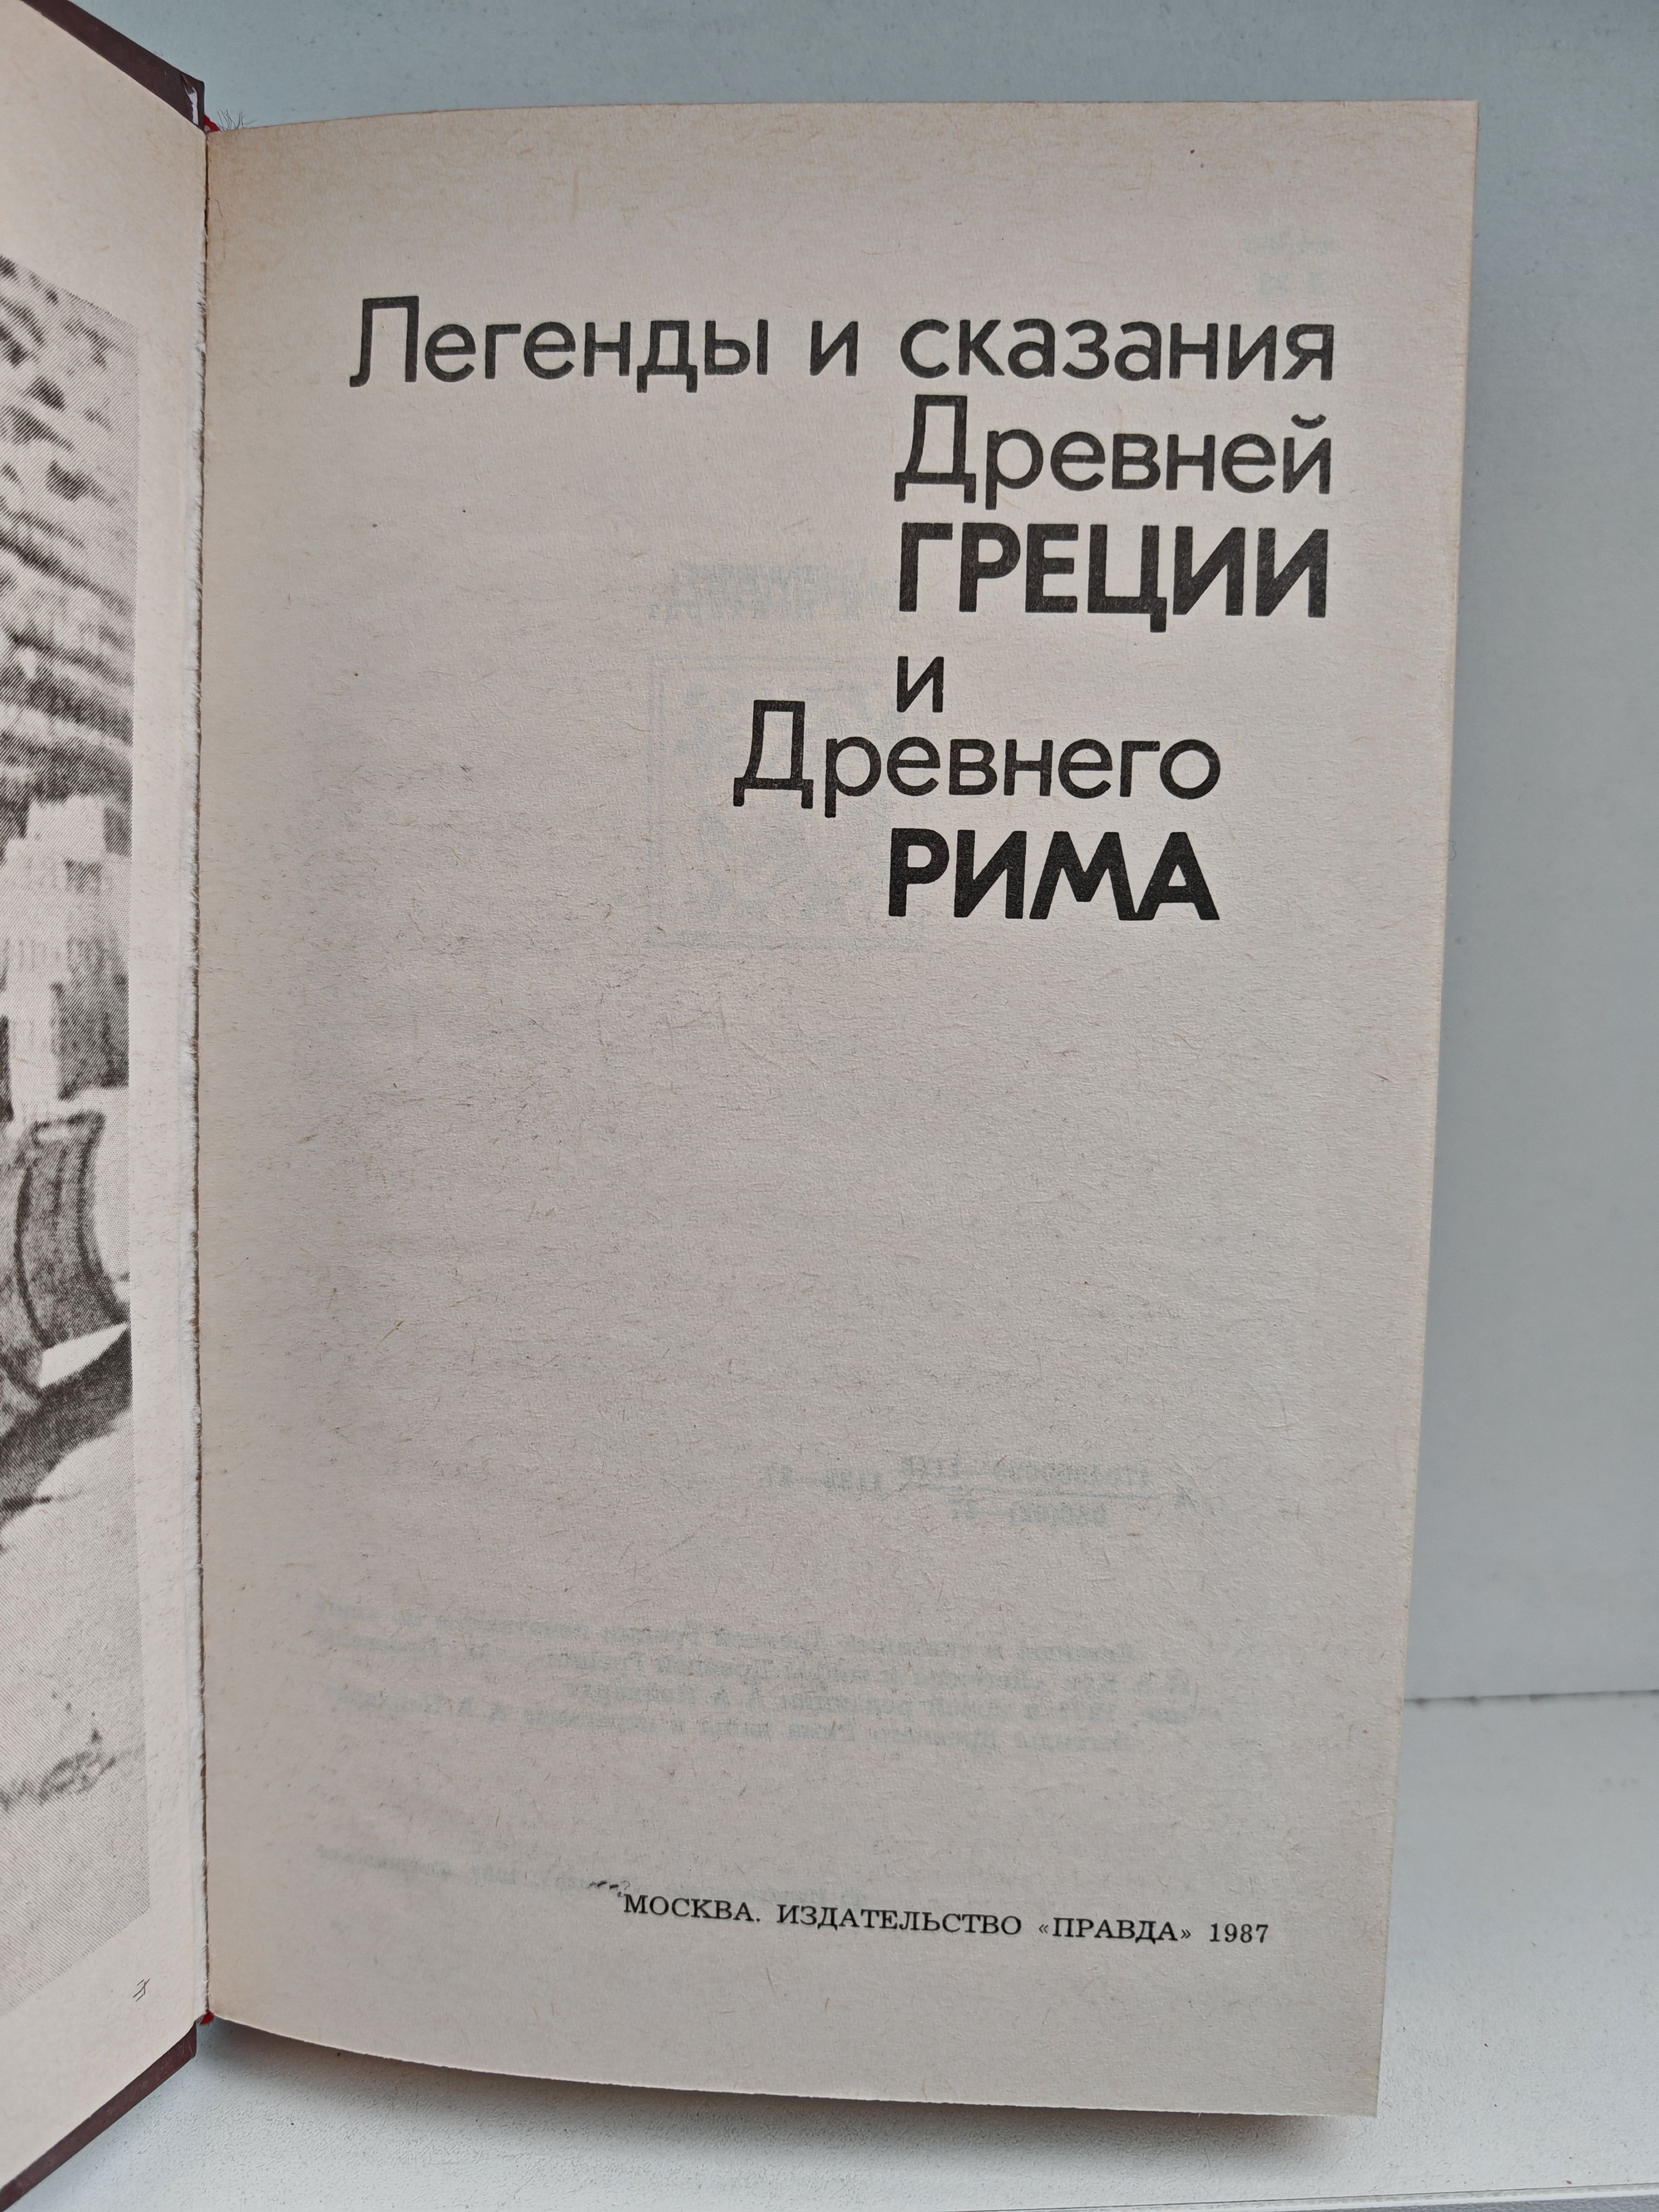 Легенды и сказания
Древней
ГРЕЦИИ
и
Древнего
РИМА
МОСКВА. ИЗДАТЕЛЬСТВО «ПРАВДА» 1987